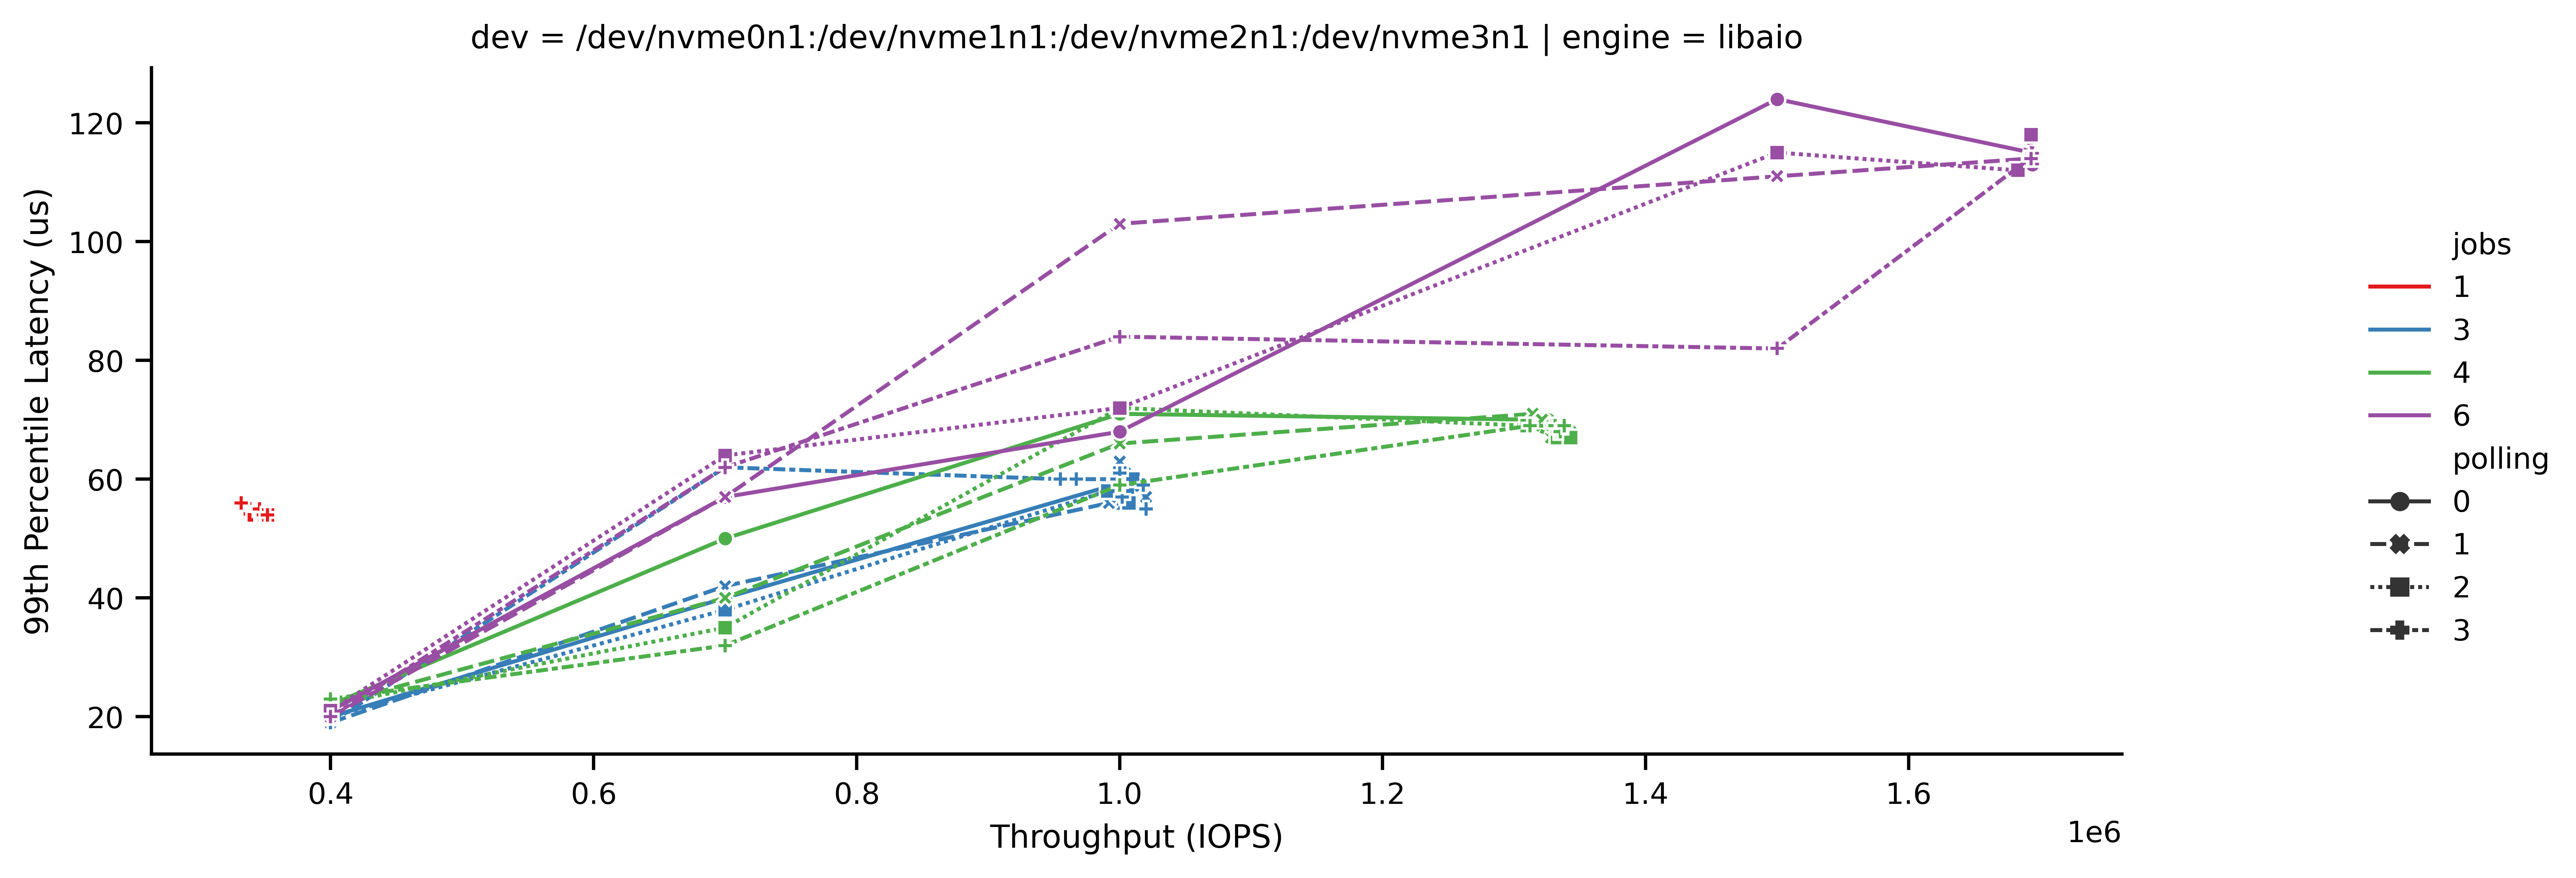 dev = /dev/nvme0n1:/dev/nvme1n1:/dev/nvme2n1:/dev/nvme3n1 | engine = libaio
99th Percentile Latency (us)
120
100
80
60
40
20
0.4 0.6 0.8 1.0 1.2 1.4 1.6
1e6
Throughput (IOPS)
jobs
1
3
4
6
polling
0
1
2
3